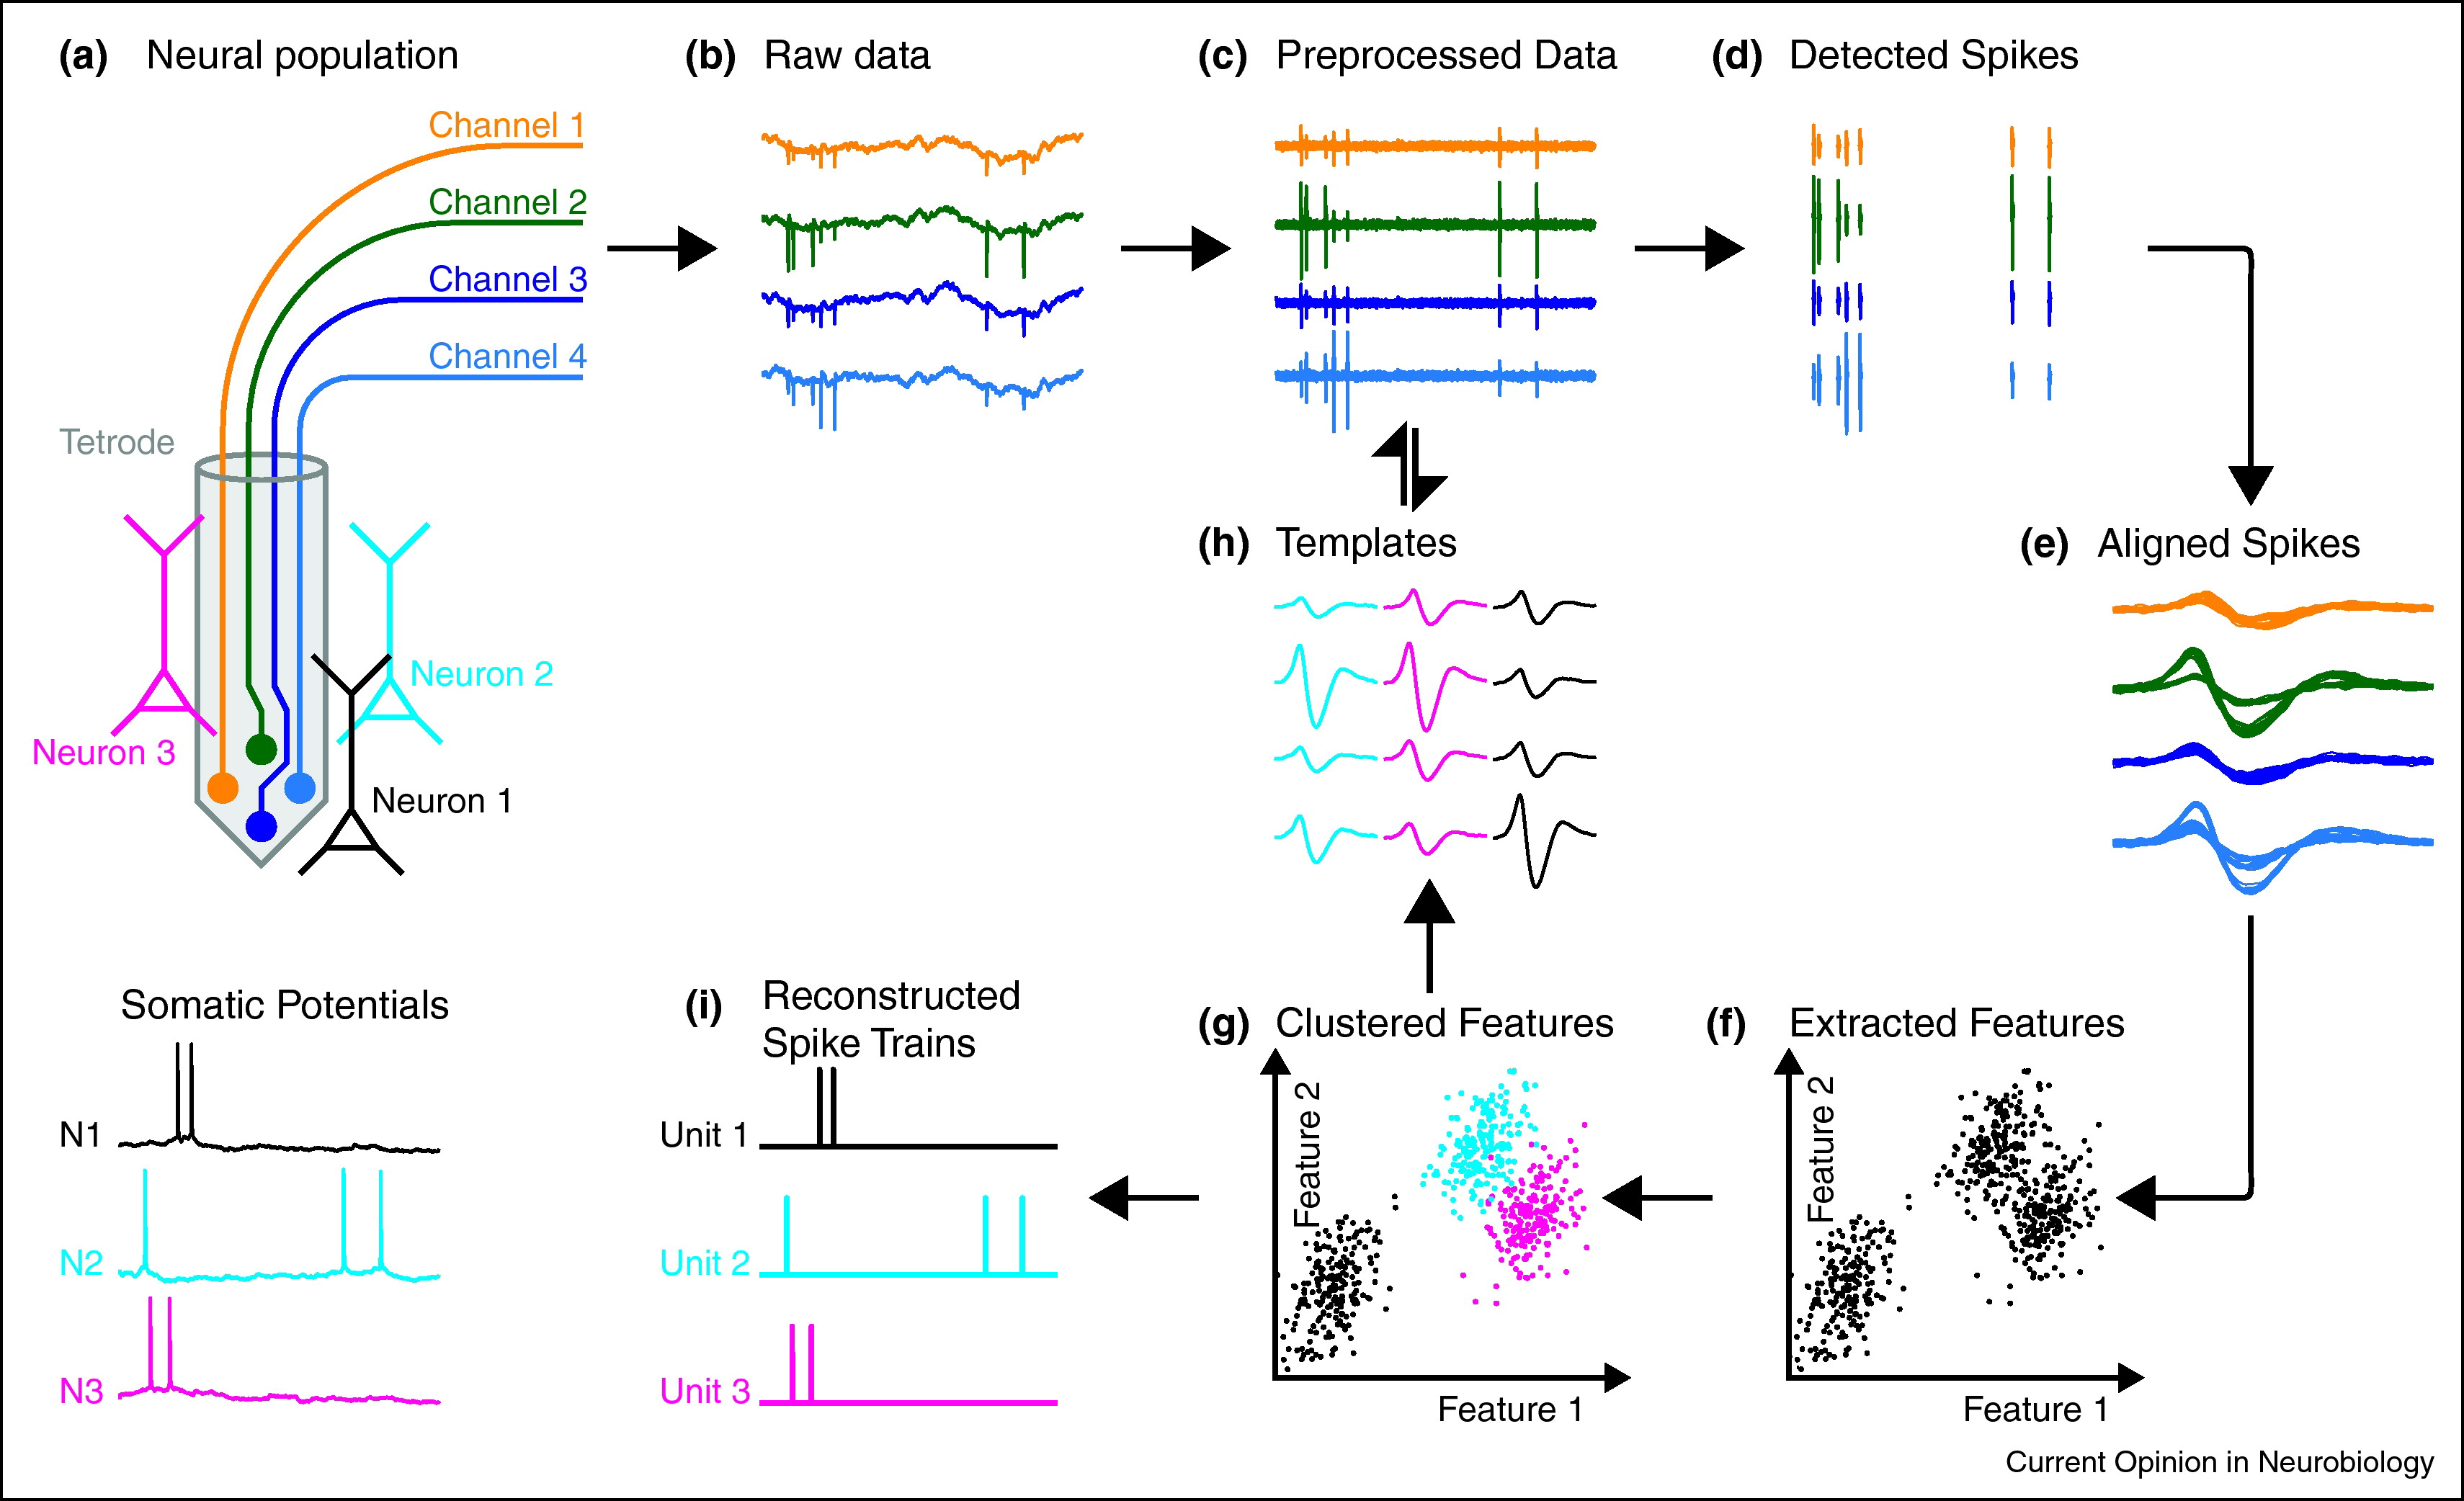 (a) Neural population
Channel 1
Channel 2
Channel 3
Channel 4
Tetrode
Neuron 2
Neuron 3
Neuron 1
Somatic Potentials
N1
N2
N3
(b) Raw data
(c) Preprocessed Data
(d) Detected Spikes
(e) Aligned Spikes
(f) Extracted Features
Feature 2
Feature 1
(g) Clustered Features
Feature 2
Feature 1
(h) Templates
(i) Reconstructed
Spike Trains
Unit 1
Unit 2
Unit 3
Current Opinion in Neurobiology